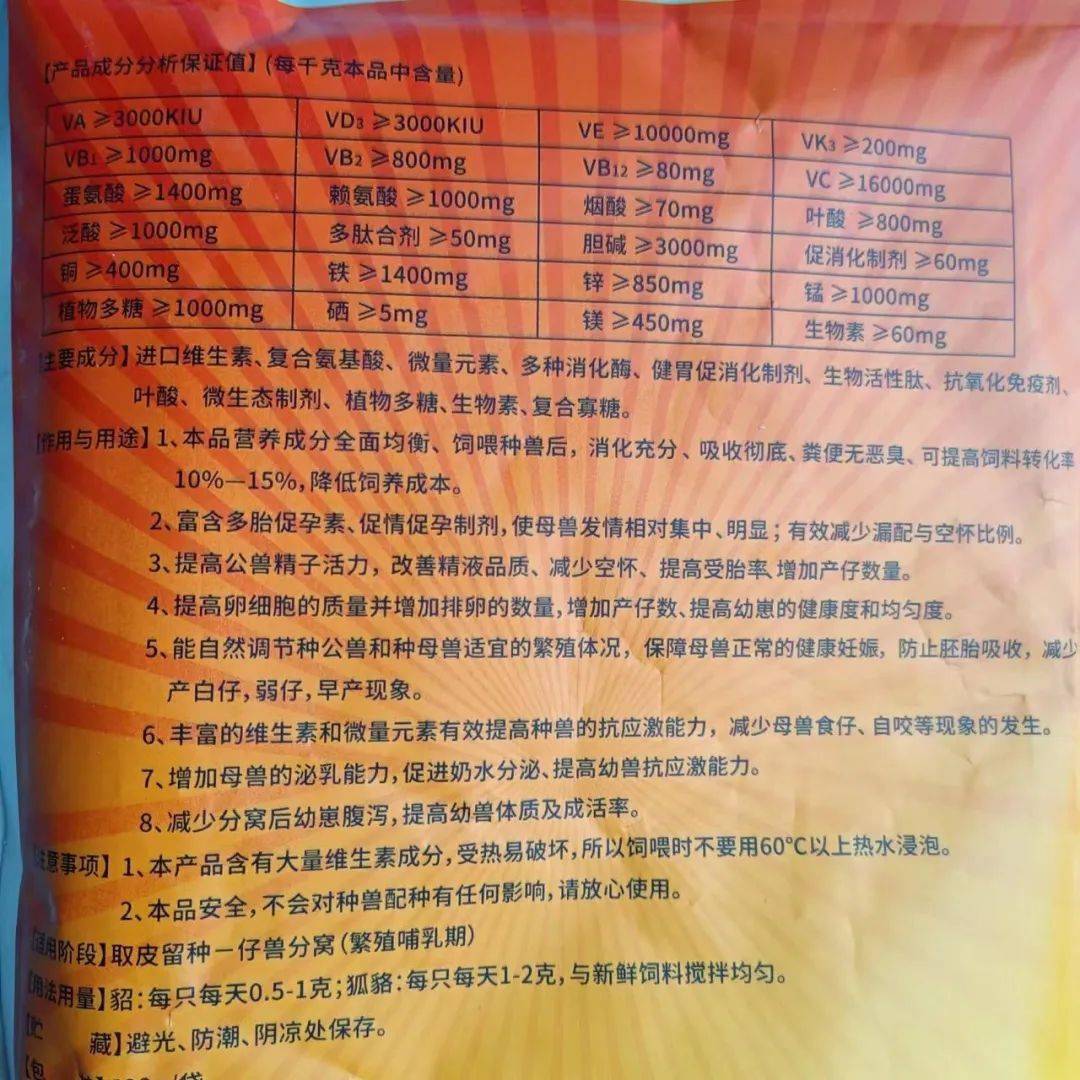 【产品成分分析保证值】(每千克本品中含量)
VA ≥3000KIU VD3 ≥3000KIU VE ≥10000mg VK3 ≥200mg
VB1 ≥1000mg VB2 ≥800mg VB12 ≥80mg VC ≥16000mg
蛋氨酸 ≥1400mg 赖氨酸 ≥1000mg 烟酸 ≥70mg 叶酸 ≥800mg
泛酸 ≥1000mg 多肽合剂 ≥50mg 胆碱 ≥3000mg 促消化制剂 ≥60mg
铜 ≥400mg 铁 ≥1400mg 锌 ≥850mg 锰 ≥1000mg
植物多糖 ≥1000mg 硒 ≥5mg 镁 ≥450mg 生物素 ≥60mg
主要成分】进口维生素、复合氨基酸、微量元素、多种消化酶、健胃促消化制剂、生物活性肽、抗氧化免疫剂、
叶酸、微生态制剂、植物多糖、生物素、复合寡糖。
【作用与用途】1、本品营养成分全面均衡、饲喂种兽后，消化充分、吸收彻底、粪便无恶臭、可提高饲料转化率
10%—15%，降低饲养成本。
2、富含多胎促孕素、促情促孕制剂，使母兽发情相对集中、明显；有效减少漏配与空怀比例。
3、提高公兽精子活力，改善精液品质、减少空怀、提高受胎率、增加产仔数量。
4、提高卵细胞的质量并增加排卵的数量，增加产仔数、提高幼崽的健康度和均匀度。
5、能自然调节种公兽和种母兽适宜的繁殖体况，保障母兽正常的健康妊娠，防止胚胎吸收，减少
产白仔，弱仔，早产现象。
6、丰富的维生素和微量元素有效提高种兽的抗应激能力，减少母兽食仔、自咬等现象的发生。
7、增加母兽的泌乳能力，促进奶水分泌、提高幼兽抗应激能力。
8、减少分窝后幼崽腹泻，提高幼兽体质及成活率。
注意事项】1、本产品含有大量维生素成分，受热易破坏，所以饲喂时不要用60℃以上热水浸泡。
2、本品安全，不会对种兽配种有任何影响，请放心使用。
【适用阶段】取皮留种－仔兽分窝（繁殖哺乳期）
【用法用量】貂：每只每天0.5-1克；狐貉：每只每天1-2克，与新鲜饲料搅拌均匀。
【贮 藏】避光、防潮、阴凉处保存。
【包